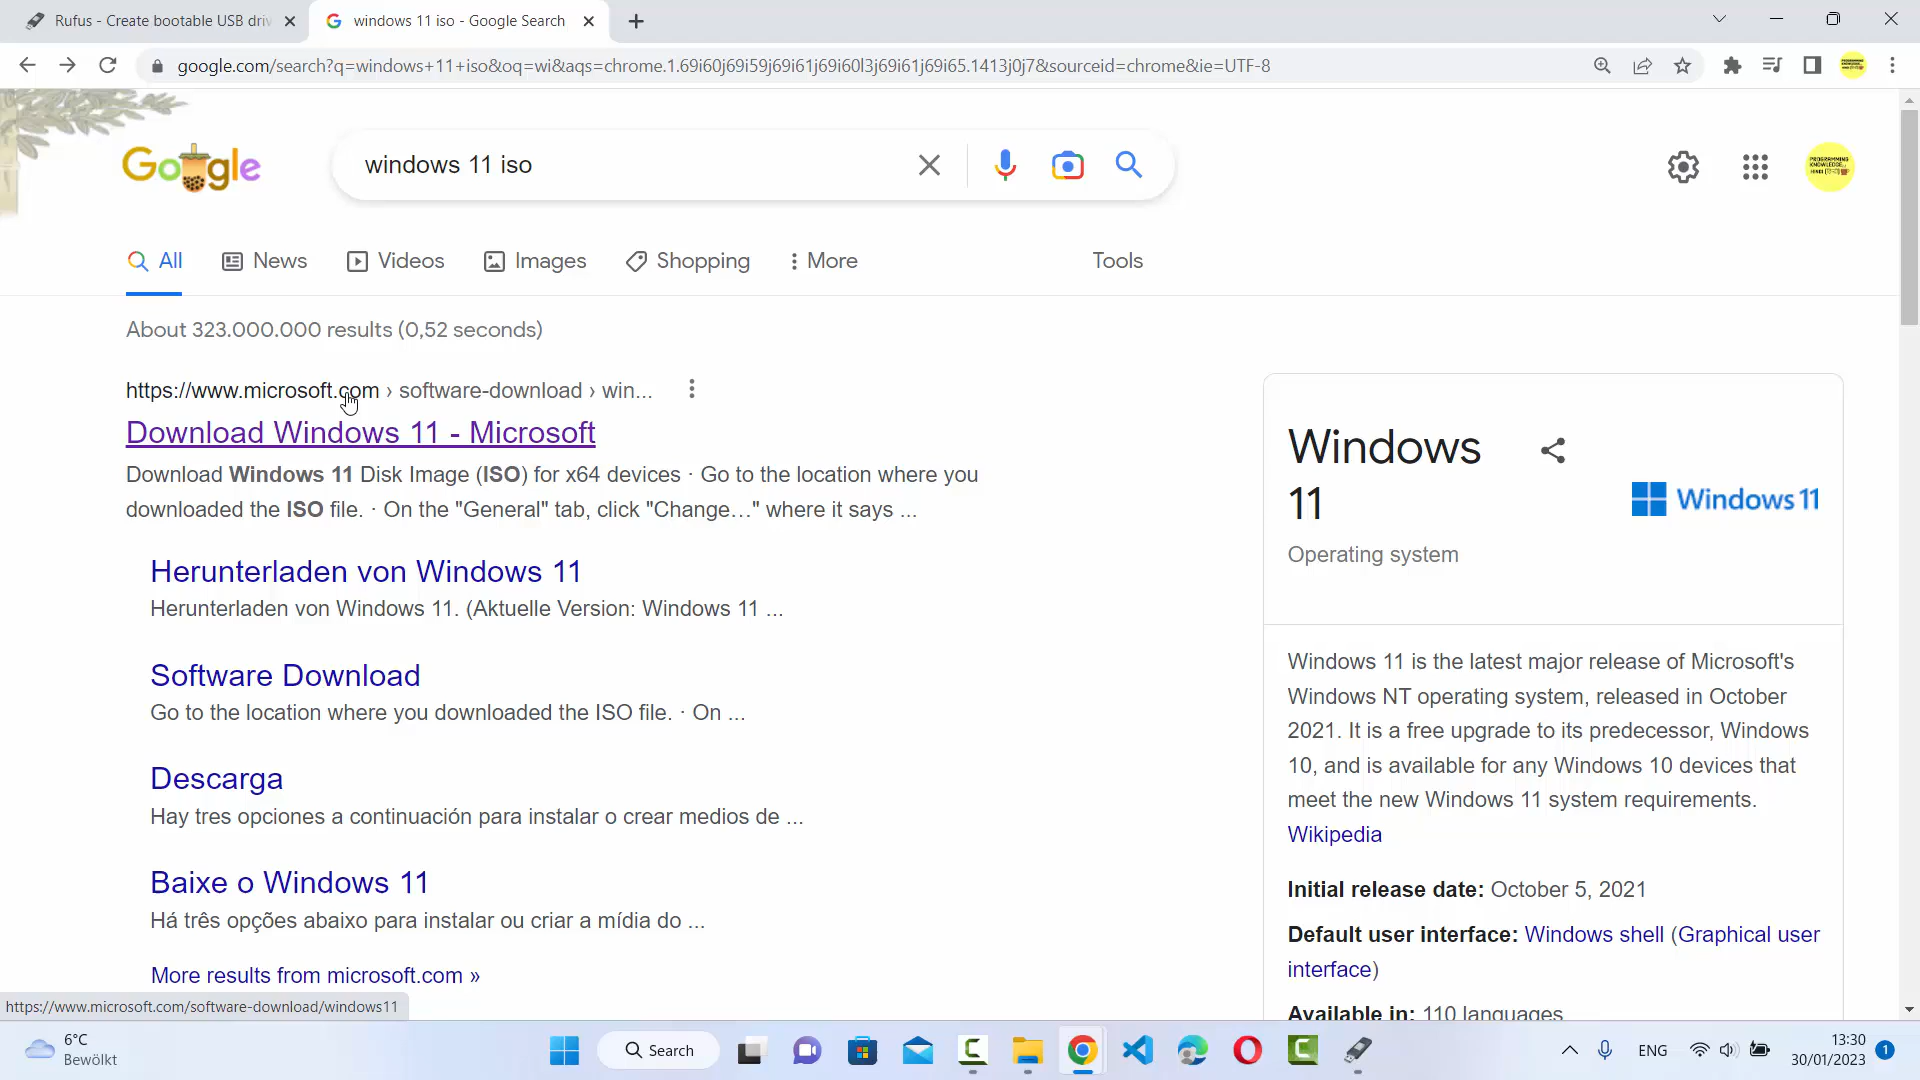 Rufus - Create bootable USB driv
windows 11 iso - Google Search
google.com/search?q=windows+11+iso&oq=wi&aqs=chrome.1.69i60j69i59j69i61j69i60l3j69i61j69i65.1413j0j7&sourceid=chrome&ie=UTF-8
Google
windows 11 iso
All
News
Videos
Images
Shopping
More
Tools
About 323.000.000 results (0,52 seconds)
https://www.microsoft.com › software-download › win...
Download Windows 11 - Microsoft
Download Windows 11 Disk Image (ISO) for x64 devices · Go to the location where you
downloaded the ISO file. · On the "General" tab, click "Change…" where it says ...
Herunterladen von Windows 11
Herunterladen von Windows 11. (Aktuelle Version: Windows 11 ...
Software Download
Go to the location where you downloaded the ISO file. · On ...
Descarga
Hay tres opciones a continuación para instalar o crear medios de ...
Baixe o Windows 11
Há três opções abaixo para instalar ou criar a mídia do ...
More results from microsoft.com »
Windows
11
Windows 11
Operating system
Windows 11 is the latest major release of Microsoft's
Windows NT operating system, released in October
2021. It is a free upgrade to its predecessor, Windows
10, and is available for any Windows 10 devices that
meet the new Windows 11 system requirements.
Wikipedia
Initial release date: October 5, 2021
Default user interface: Windows shell (Graphical user
interface)
Available in: 110 languages
https://www.microsoft.com/software-download/windows11
6°C
Bewölkt
Search
ENG
13:30
30/01/2023
1